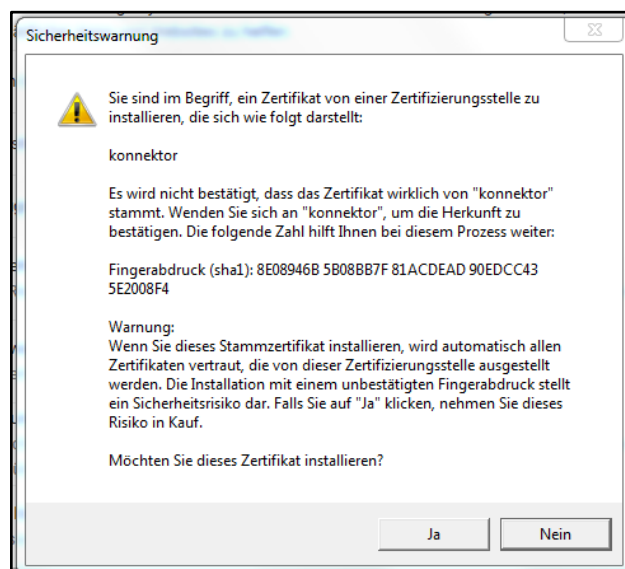 Sicherheitswarnung
Sie sind im Begriff, ein Zertifikat von einer Zertifizierungsstelle zu
installieren, die sich wie folgt darstellt:
konnektor
Es wird nicht bestätigt, dass das Zertifikat wirklich von "konnektor"
stammt. Wenden Sie sich an "konnektor", um die Herkunft zu
bestätigen. Die folgende Zahl hilft Ihnen bei diesem Prozess weiter:
Fingerabdruck (sha1): 8E08946B 5B08BB7F 81ACDEAD 90EDCC43
5E2008F4
Warnung:
Wenn Sie dieses Stammzertifikat installieren, wird automatisch allen
Zertifikaten vertraut, die von dieser Zertifizierungsstelle ausgestellt
werden. Die Installation mit einem unbestätigten Fingerabdruck stellt
ein Sicherheitsrisiko dar. Falls Sie auf "Ja" klicken, nehmen Sie dieses
Risiko in Kauf.
Möchten Sie dieses Zertifikat installieren?
Ja
Nein